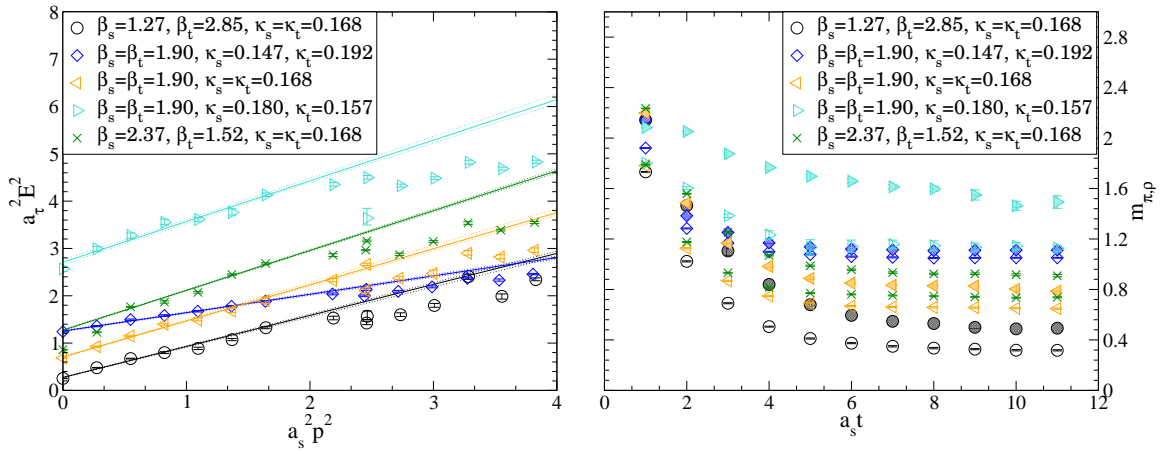 8
7
6
5
4
3
2
1
0
a_τ^2E^2
β_s=1.27, β_t=2.85, κ_s=κ_t=0.168
β_s=β_t=1.90, κ_s=0.147, κ_t=0.192
β_s=β_t=1.90, κ_s=κ_t=0.168
β_s=β_t=1.90, κ_s=0.180, κ_t=0.157
β_s=2.37, β_t=1.52, κ_s=κ_t=0.168
0 1 2 3 4
a_s^2p^2
β_s=1.27, β_t=2.85, κ_s=κ_t=0.168
β_s=β_t=1.90, κ_s=0.147, κ_t=0.192
β_s=β_t=1.90, κ_s=κ_t=0.168
β_s=β_t=1.90, κ_s=0.180, κ_t=0.157
β_s=2.37, β_t=1.52, κ_s=κ_t=0.168
2.8
2.4
2
1.6
1.2
0.8
0.4
0
m_π,ρ
0 2 4 6 8 10 12
a_st